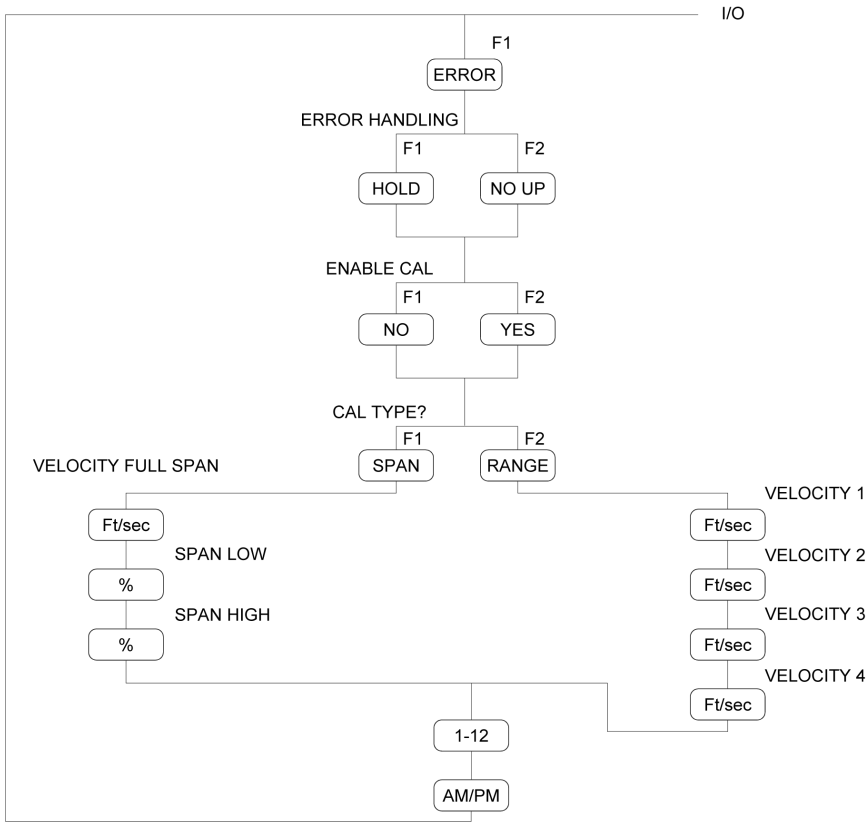 I/O
F1
ERROR
ERROR HANDLING
F1
F2
HOLD
NO UP
ENABLE CAL
F1
F2
NO
YES
CAL TYPE?
F1
F2
VELOCITY FULL SPAN
SPAN
RANGE
VELOCITY 1
Ft/sec
Ft/sec
SPAN LOW
VELOCITY 2
%
Ft/sec
SPAN HIGH
VELOCITY 3
%
Ft/sec
VELOCITY 4
Ft/sec
1-12
AM/PM